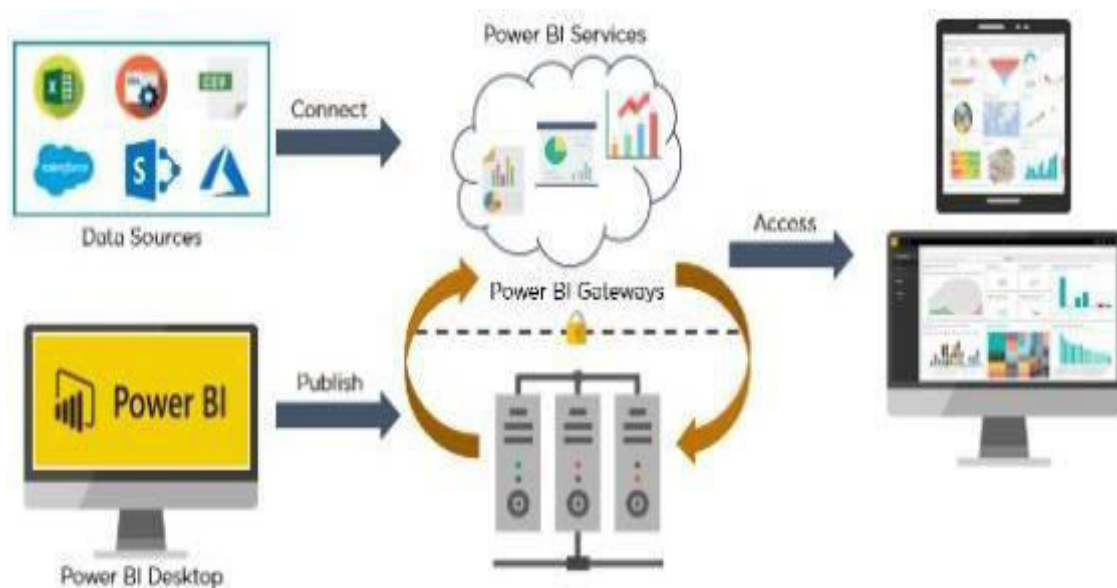 Power BI Services
Connect
Data Sources
Access
Power BI Gateways
Power BI
Publish
Power BI Desktop